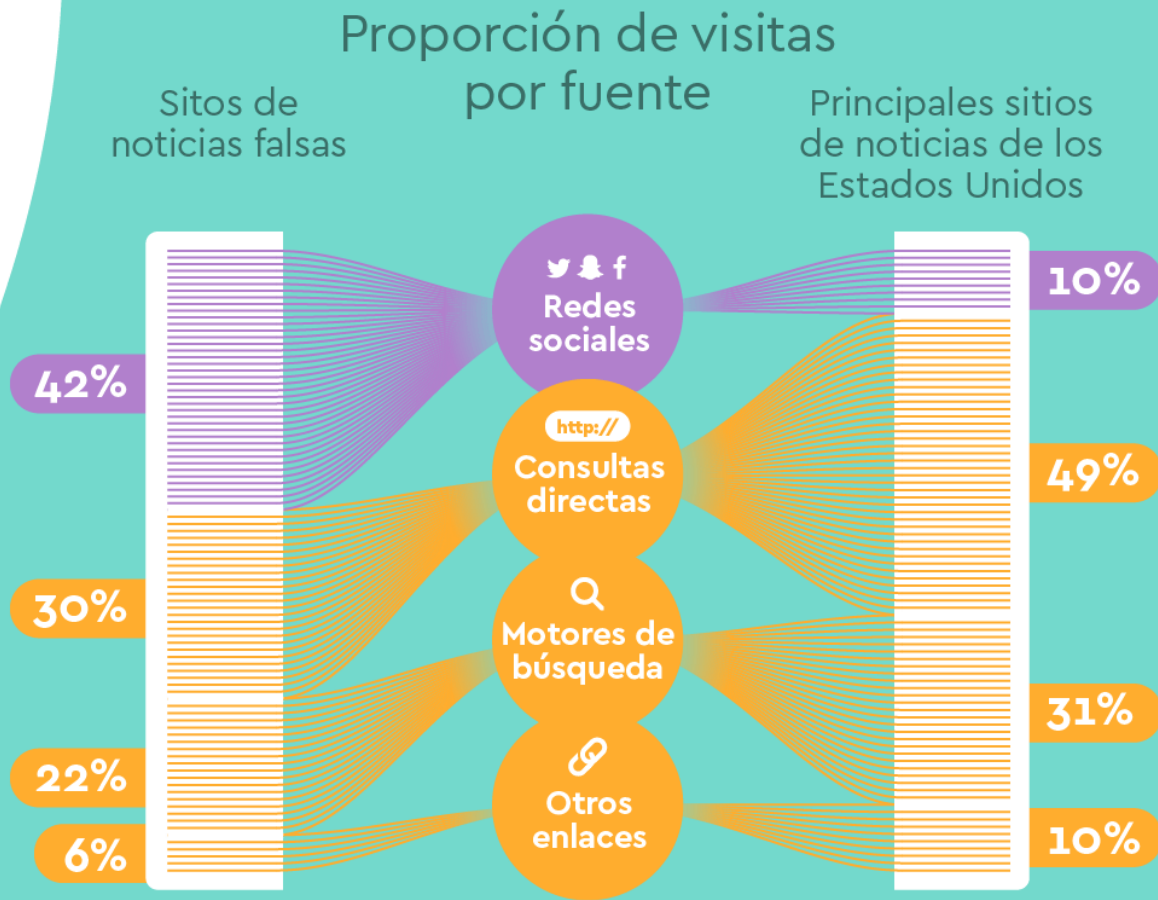 Proporción de visitas
por fuente
Sitos de
noticias falsas
Principales sitios
de noticias de los
Estados Unidos
42%
30%
22%
6%
Redes
sociales
http://
Consultas
directas
Motores de
búsqueda
Otros
enlaces
10%
49%
31%
10%